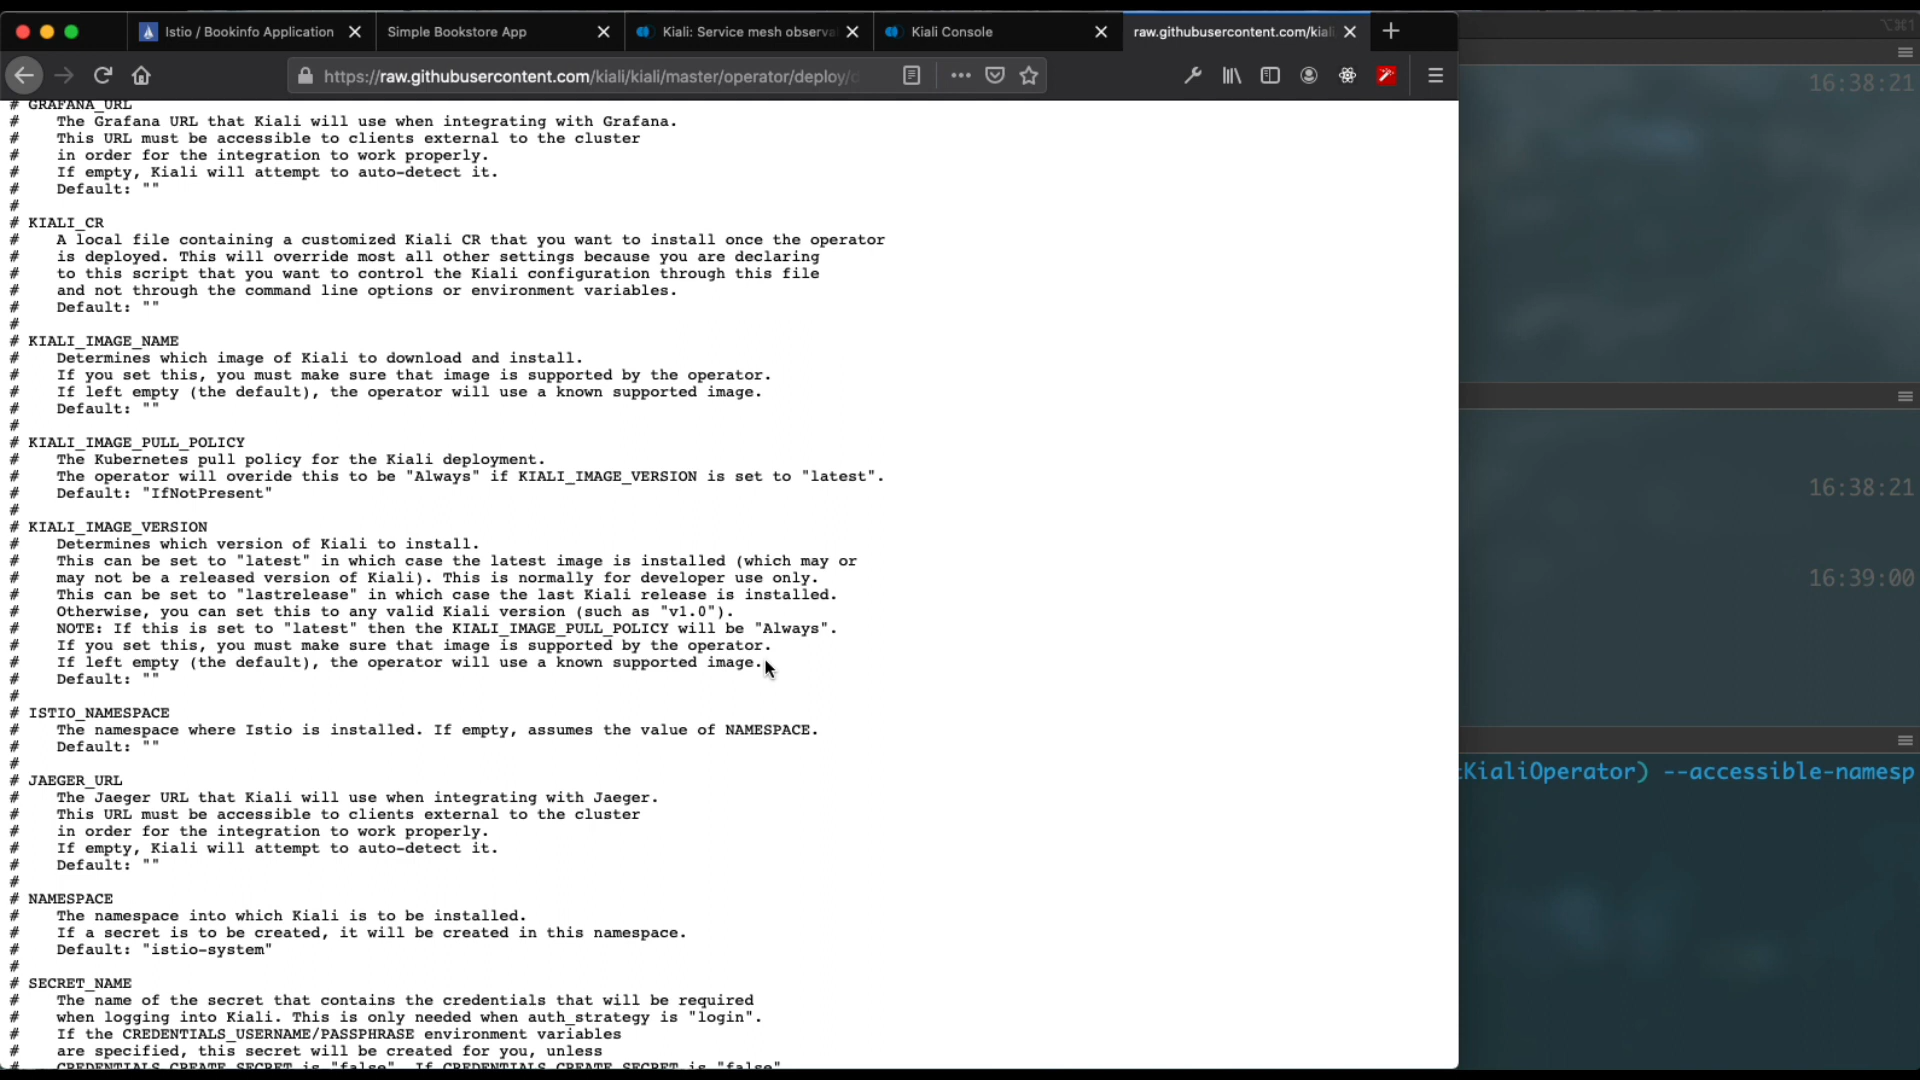 Istio / Bookinfo Application
Simple Bookstore App
Kiali: Service mesh observa
Kiali Console
raw.githubusercontent.com/kiali
https://raw.githubusercontent.com/kiali/kiali/master/operator/deploy/
# GRAFANA_URL
# The Grafana URL that Kiali will use when integrating with Grafana.
# This URL must be accessible to clients external to the cluster
# in order for the integration to work properly.
# If empty, Kiali will attempt to auto-detect it.
# Default: ""
#
# KIALI_CR
# A local file containing a customized Kiali CR that you want to install once the operator
# is deployed. This will override most all other settings because you are declaring
# to this script that you want to control the Kiali configuration through this file
# and not through the command line options or environment variables.
# Default: ""
#
# KIALI_IMAGE_NAME
# Determines which image of Kiali to download and install.
# If you set this, you must make sure that image is supported by the operator.
# If left empty (the default), the operator will use a known supported image.
# Default: ""
#
# KIALI_IMAGE_PULL_POLICY
# The Kubernetes pull policy for the Kiali deployment.
# The operator will overide this to be "Always" if KIALI_IMAGE_VERSION is set to "latest".
# Default: "IfNotPresent"
#
# KIALI_IMAGE_VERSION
# Determines which version of Kiali to install.
# This can be set to "latest" in which case the latest image is installed (which may or
# may not be a released version of Kiali). This is normally for developer use only.
# This can be set to "lastrelease" in which case the last Kiali release is installed.
# Otherwise, you can set this to any valid Kiali version (such as "v1.0").
# NOTE: If this is set to "latest" then the KIALI_IMAGE_PULL_POLICY will be "Always".
# If you set this, you must make sure that image is supported by the operator.
# If left empty (the default), the operator will use a known supported image.
# Default: ""
#
# ISTIO_NAMESPACE
# The namespace where Istio is installed. If empty, assumes the value of NAMESPACE.
# Default: ""
#
# JAEGER_URL
# The Jaeger URL that Kiali will use when integrating with Jaeger.
# This URL must be accessible to clients external to the cluster
# in order for the integration to work properly.
# If empty, Kiali will attempt to auto-detect it.
# Default: ""
#
# NAMESPACE
# The namespace into which Kiali is to be installed.
# If a secret is to be created, it will be created in this namespace.
# Default: "istio-system"
#
# SECRET_NAME
# The name of the secret that contains the credentials that will be required
# when logging into Kiali. This is only needed when auth_strategy is "login".
# If the CREDENTIALS_USERNAME/PASSPHRASE environment variables
# are specified, this secret will be created for you, unless
# CREDENTIALS_CREATE_SECRET is "false". If CREDENTIALS_CREATE_SECRET is "false"
⌥⌘1
16:38:21
16:38:21
16:39:00
tKialiOperator) --accessible-namesp